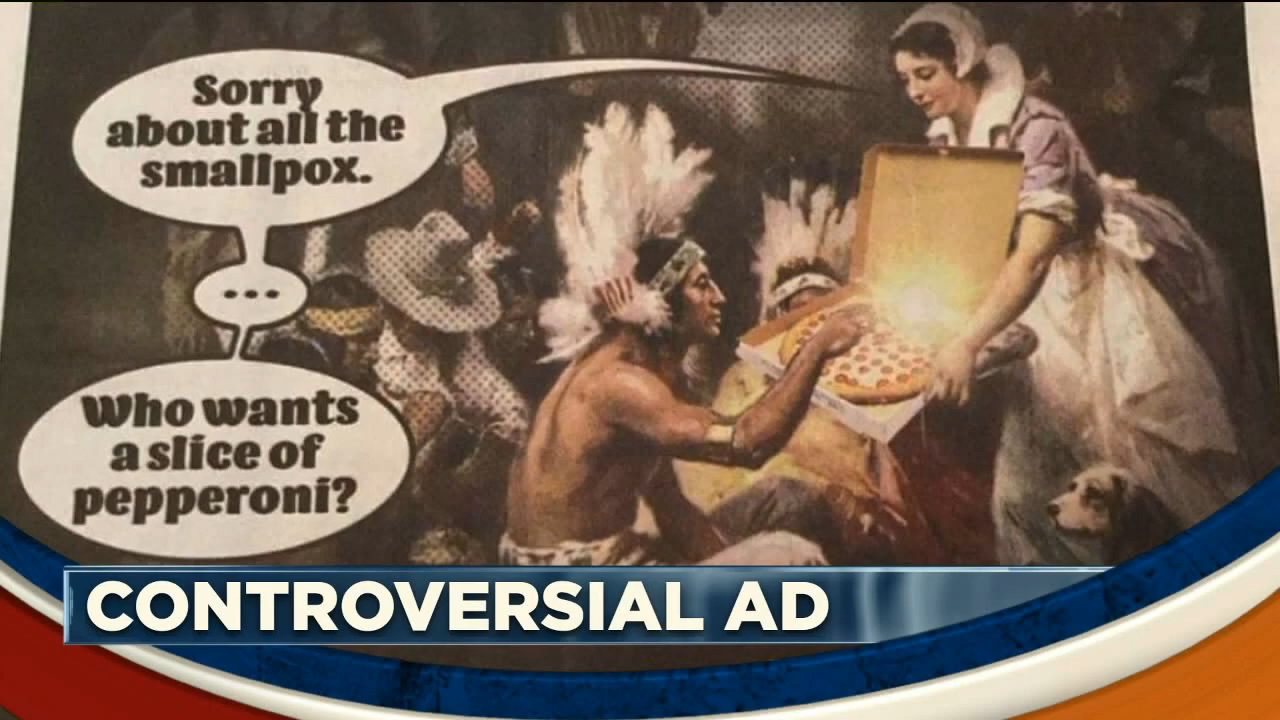 Sorry
about all the
smallpox.
...
Who wants
a slice of
pepperoni?
CONTROVERSIAL AD